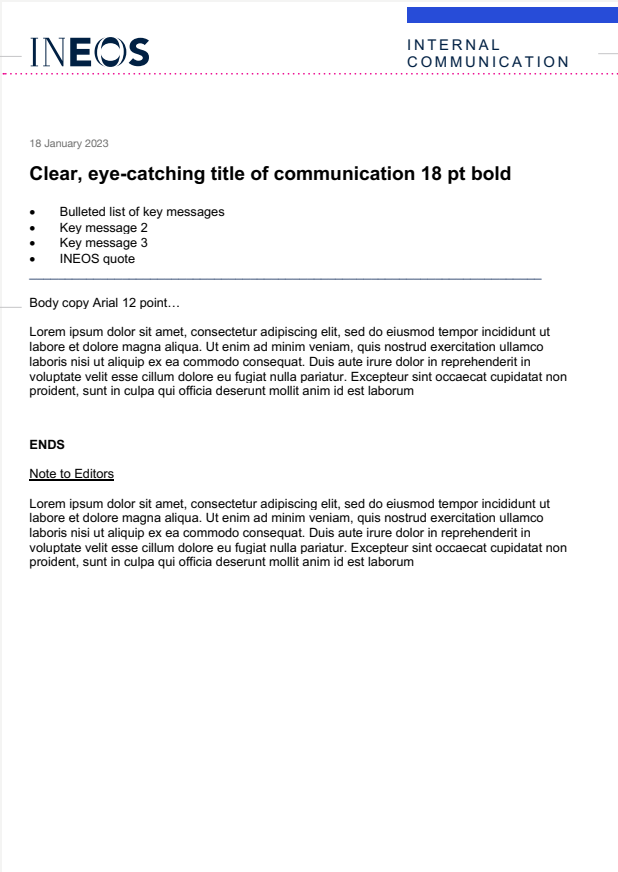 INEOS
INTERNAL
COMMUNICATION
18 January 2023
Clear, eye-catching title of communication 18 pt bold
• Bulleted list of key messages
• Key message 2
• Key message 3
• INEOS quote
Body copy Arial 12 point…
Lorem ipsum dolor sit amet, consectetur adipiscing elit, sed do eiusmod tempor incididunt ut
labore et dolore magna aliqua. Ut enim ad minim veniam, quis nostrud exercitation ullamco
laboris nisi ut aliquip ex ea commodo consequat. Duis aute irure dolor in reprehenderit in
voluptate velit esse cillum dolore eu fugiat nulla pariatur. Excepteur sint occaecat cupidatat non
proident, sunt in culpa qui officia deserunt mollit anim id est laborum
ENDS
Note to Editors
Lorem ipsum dolor sit amet, consectetur adipiscing elit, sed do eiusmod tempor incididunt ut
labore et dolore magna aliqua. Ut enim ad minim veniam, quis nostrud exercitation ullamco
laboris nisi ut aliquip ex ea commodo consequat. Duis aute irure dolor in reprehenderit in
voluptate velit esse cillum dolore eu fugiat nulla pariatur. Excepteur sint occaecat cupidatat non
proident, sunt in culpa qui officia deserunt mollit anim id est laborum